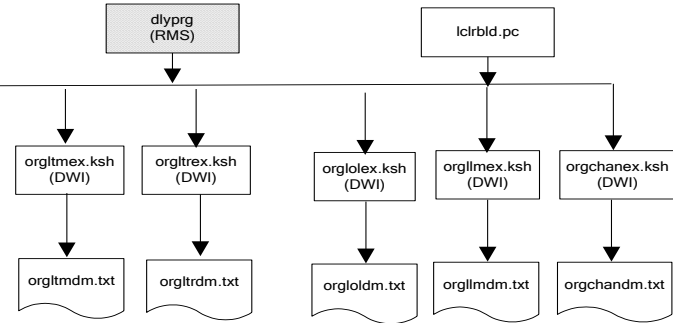 dlyprg
(RMS)
lclrbld.pc
orgltmex.ksh
(DWI)
orgltrex.ksh
(DWI)
orglolex.ksh
(DWI)
orgllmex.ksh
(DWI)
orgchanex.ksh
(DWI)
orgltmdm.txt
orgltrdm.txt
orgloldm.txt
orgllmdm.txt
orgchandm.txt